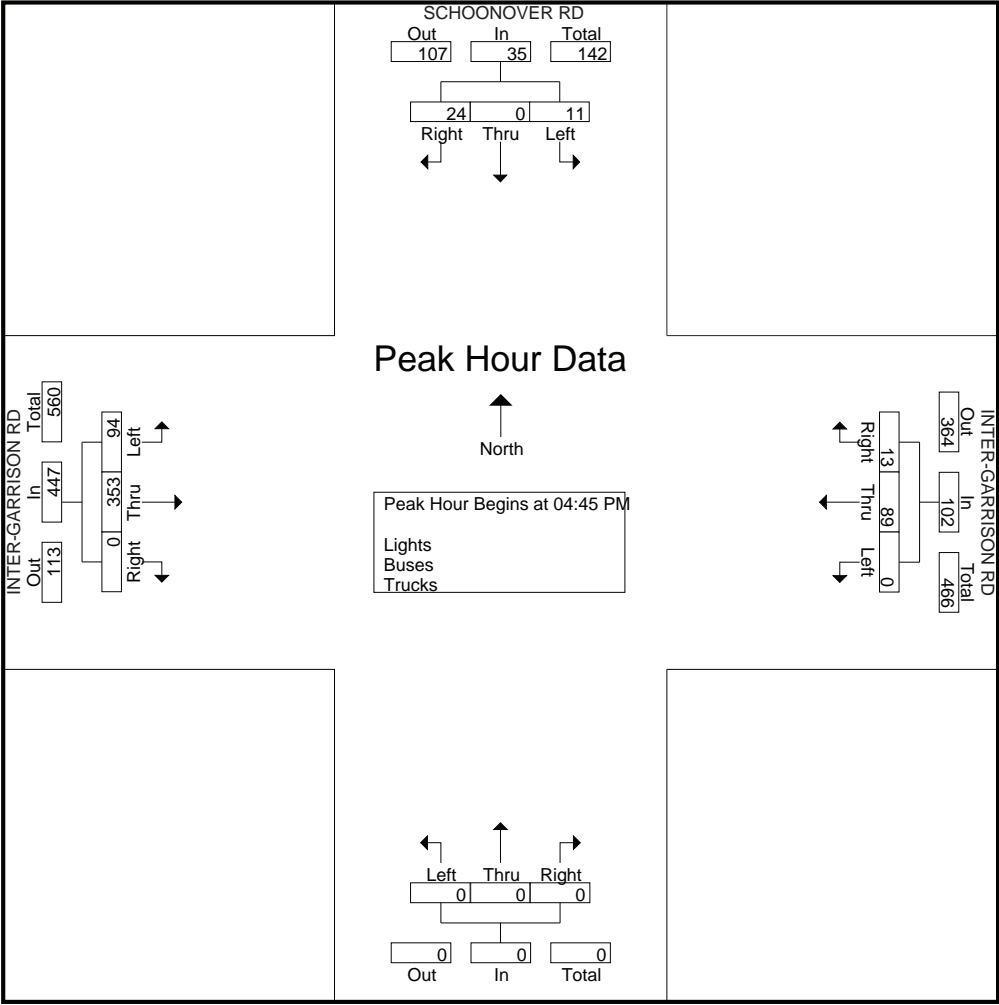 SCHOONOVER RD
Out In Total
107 35 142
24 0 11
Right Thru Left
Peak Hour Data
North
Peak Hour Begins at 04:45 PM
Lights
Buses
Trucks
INTER-GARRISON RD
Out In Total
113 447 560
0 353 94
Right Thru Left
INTER-GARRISON RD
Out In Total
364 102 466
13 89 0
Right Thru Left
Left Thru Right
0 0 0
0 0 0
Out In Total